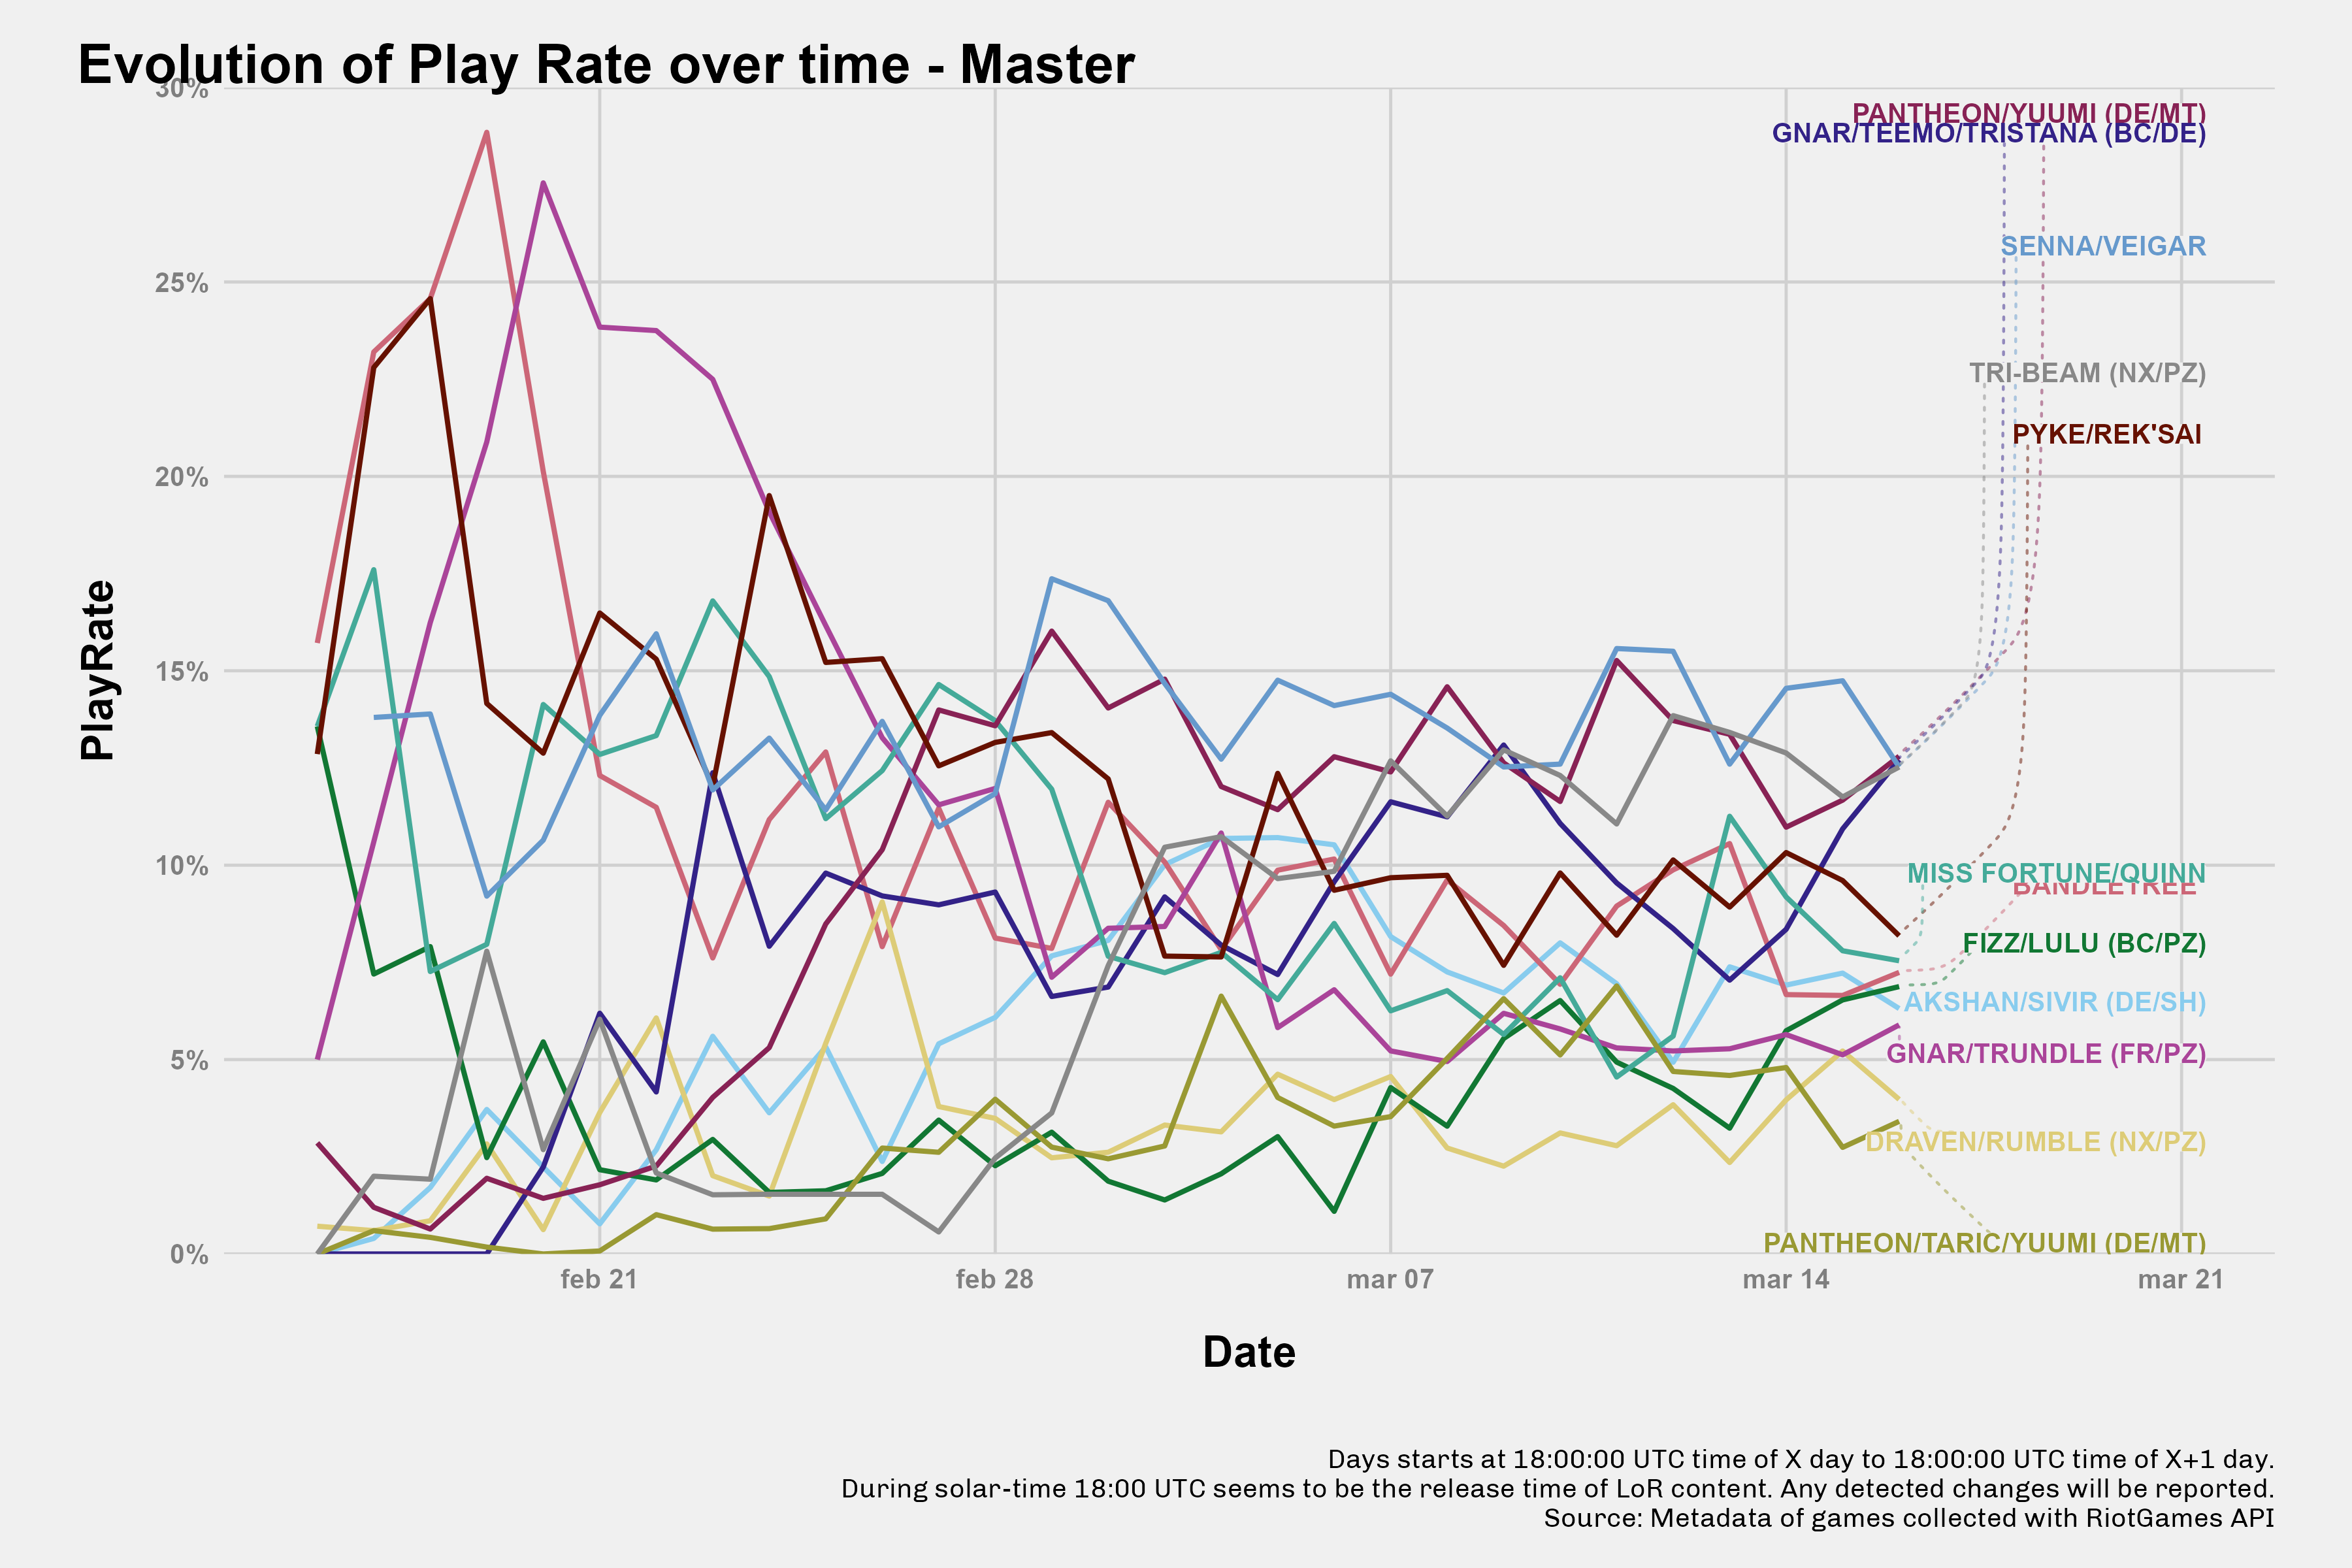 Evolution of Play Rate over time - Master
30%
25%
20%
15%
10%
5%
0%
PlayRate
PANTHEON/YUUMI (DE/MT)
GNAR/TEEMO/TRISTANA (BC/DE)
SENNA/VEIGAR
TRI-BEAM (NX/PZ)
PYKE/REK'SAI
MISS FORTUNE/QUINN
BANDLETREE
FIZZ/LULU (BC/PZ)
AKSHAN/SIVIR (DE/SH)
GNAR/TRUNDLE (FR/PZ)
DRAVEN/RUMBLE (NX/PZ)
PANTHEON/TARIC/YUUMI (DE/MT)
feb 21
feb 28
mar 07
mar 14
mar 21
Date
Days starts at 18:00:00 UTC time of X day to 18:00:00 UTC time of X+1 day.
During solar-time 18:00 UTC seems to be the release time of LoR content. Any detected changes will be reported.
Source: Metadata of games collected with RiotGames API